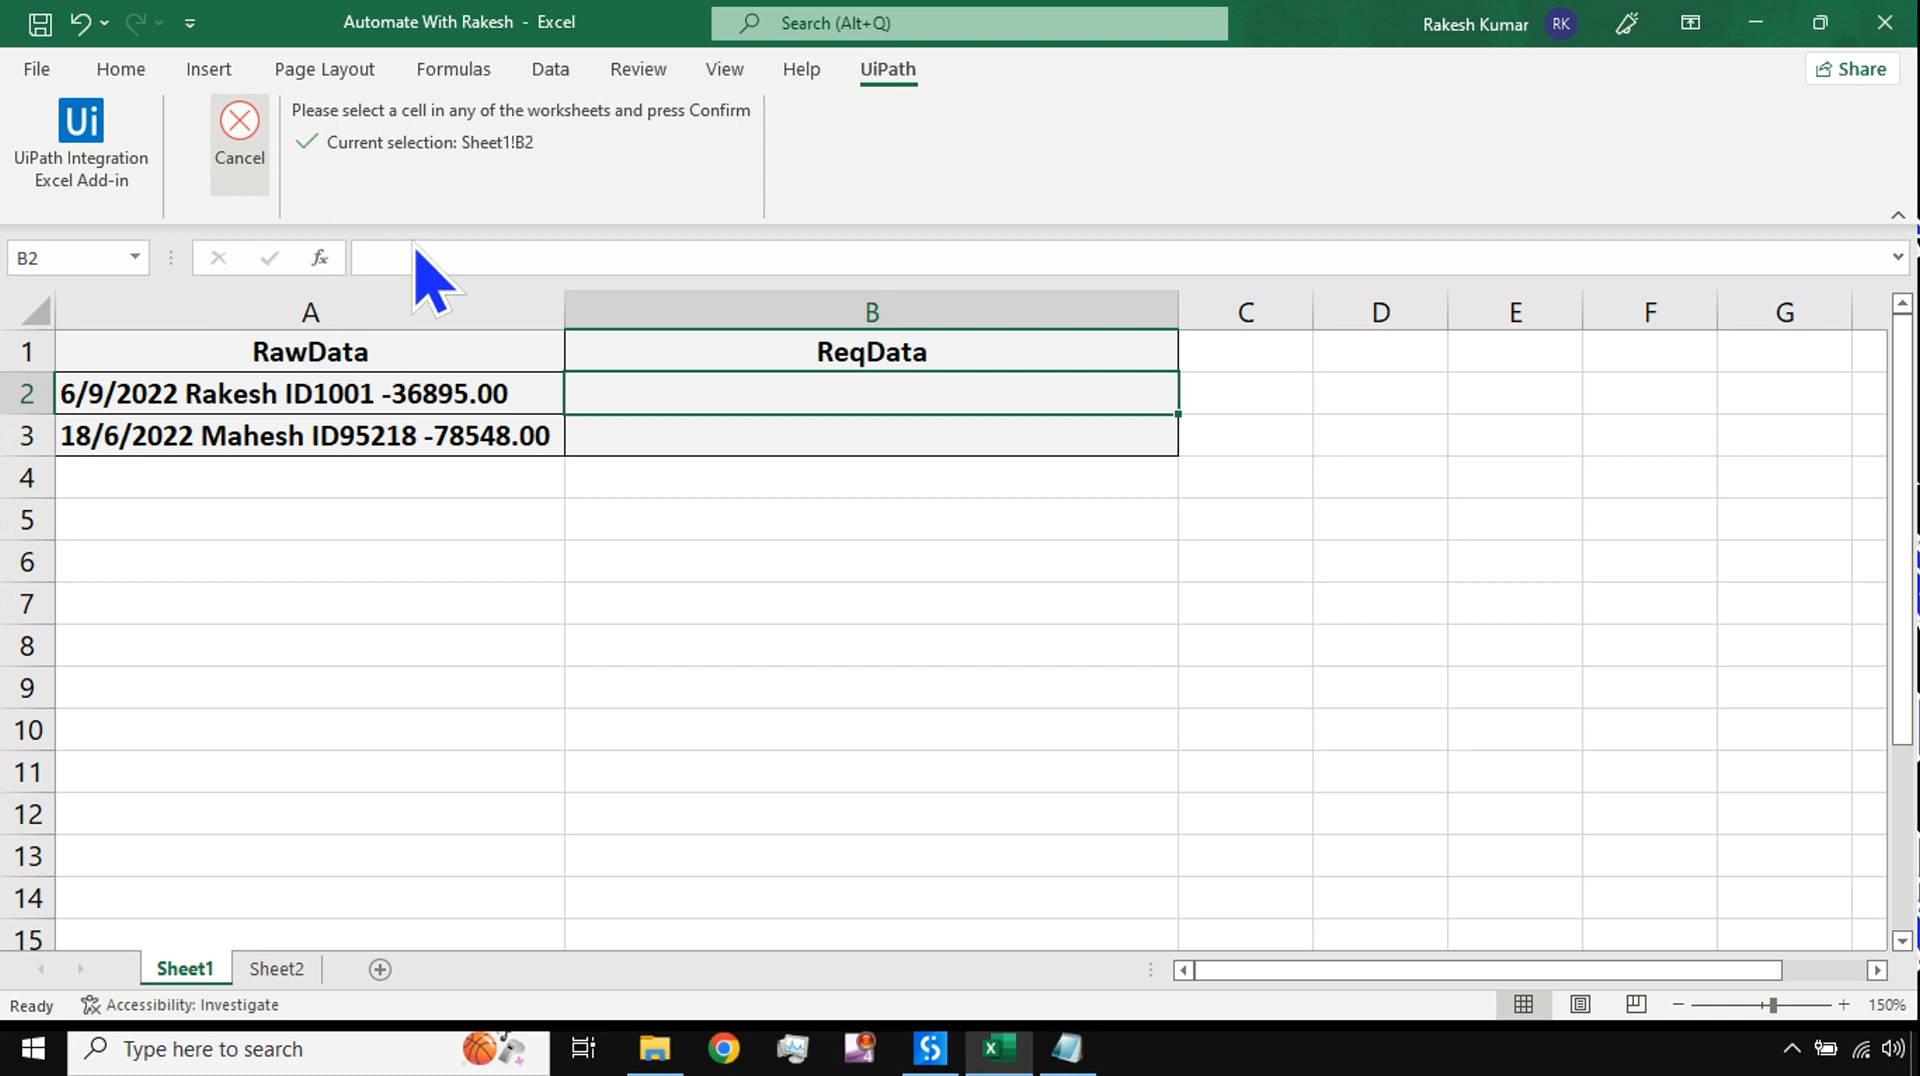 Automate With Rakesh - Excel
Search (Alt+Q)
Rakesh Kumar RK
File Home Insert Page Layout Formulas Data Review View Help UiPath
Share
Ui
UiPath Integration
Excel Add-in
Cancel
Please select a cell in any of the worksheets and press Confirm
Current selection: Sheet1!B2
B2
fx
A B C D E F G
1 RawData ReqData
2 6/9/2022 Rakesh ID1001 -36895.00
3 18/6/2022 Mahesh ID95218 -78548.00
4
5
6
7
8
9
10
11
12
13
14
15
Sheet1 Sheet2
Ready Accessibility: Investigate
150%
Type here to search